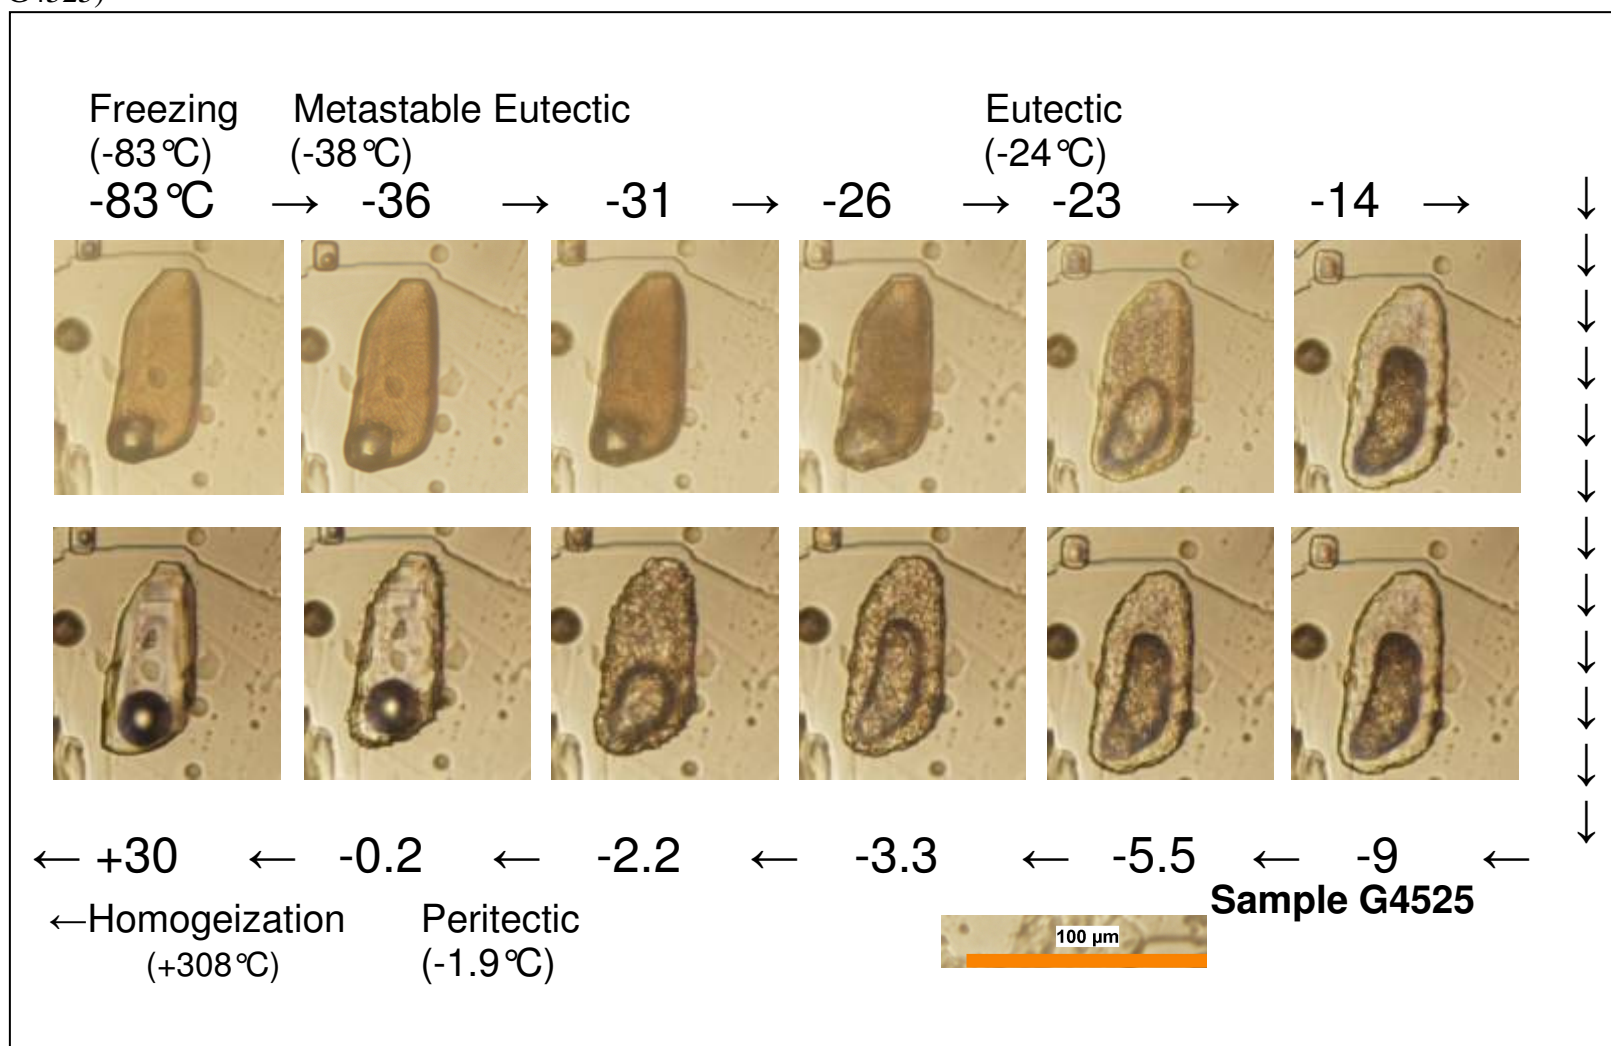 G4525)
Freezing Metastable Eutectic Eutectic
(-83°C) (-38°C) (-24°C)
-83°C → -36 → -31 → -26 → -23 → -14 → ↓
↓
↓
↓
↓
↓
↓
↓
↓
↓
↓
↓
← +30 ← -0.2 ← -2.2 ← -3.3 ← -5.5 ← -9 ←
Sample G4525
←Homogeization Peritectic
(+308°C) (-1.9°C)
100 µm